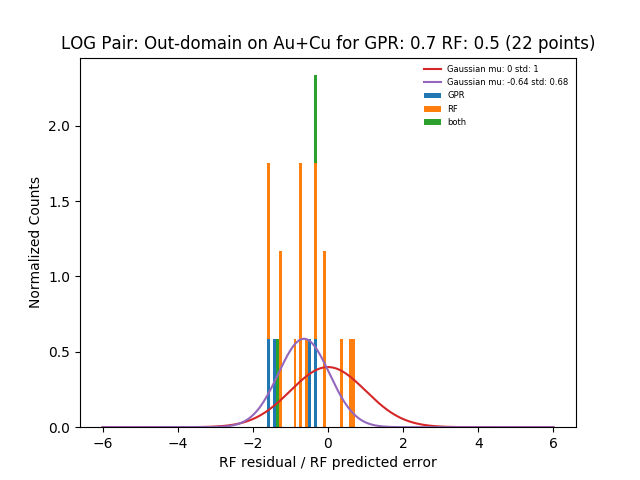 LOG Pair: Out-domain on Au+Cu for GPR: 0.7 RF: 0.5 (22 points)
Gaussian mu: 0 std: 1
Gaussian mu: -0.64 std: 0.68
GPR
RF
both
Normalized Counts
2.0
1.5
1.0
0.5
0.0
−6 −4 −2 0 2 4 6
RF residual / RF predicted error